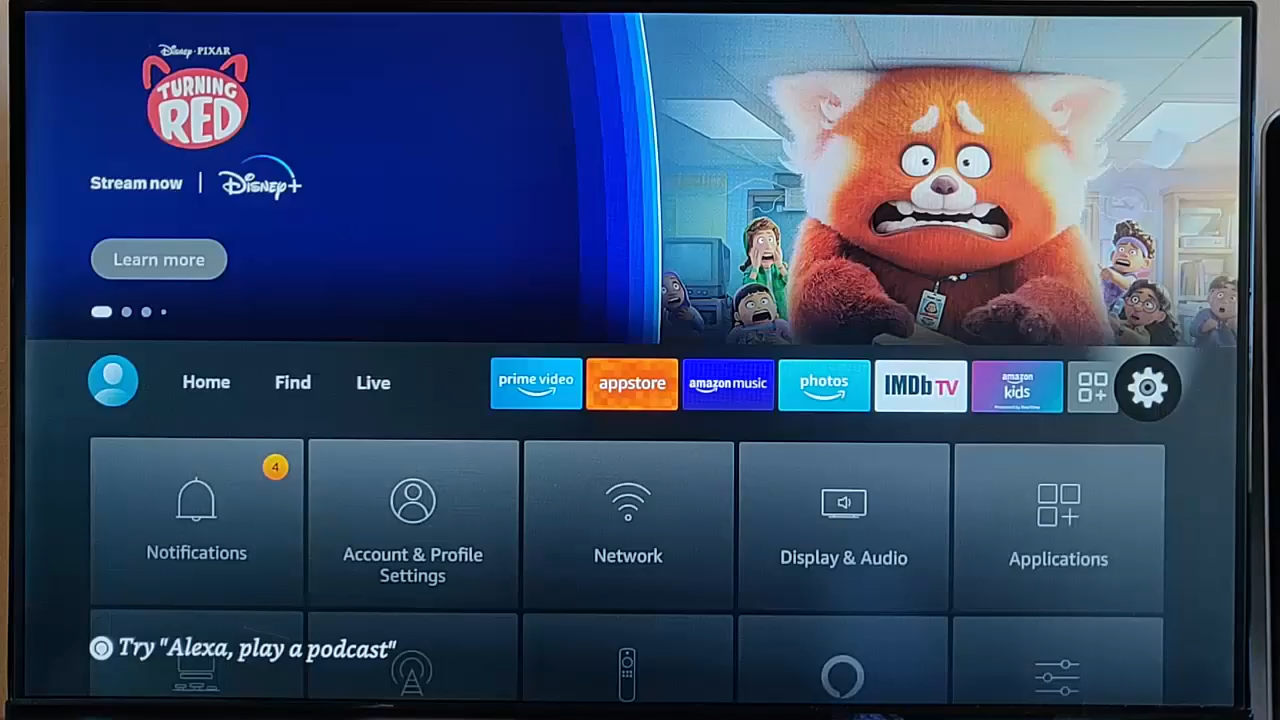 Disney · PIXAR
TURNING
RED
Stream now | Disney+
Learn more
Home Find Live
prime video
appstore
amazon music
photos
IMDb TV
amazon
kids
4
Notifications
Account & Profile
Settings
Network
Display & Audio
Applications
Try "Alexa, play a podcast"